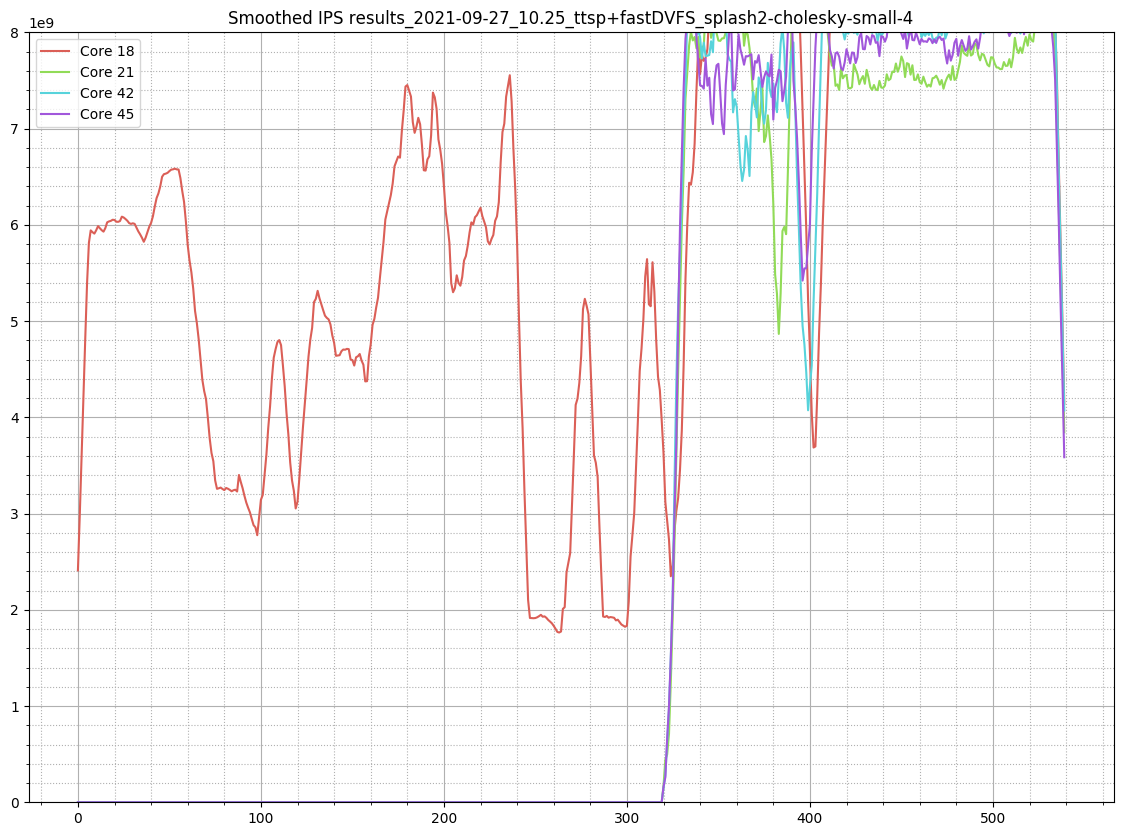 Smoothed IPS results_2021-09-27_10.25_ttsp+fastDVFS_splash2-cholesky-small-4
1e9
Core 18
Core 21
Core 42
Core 45
8
7
6
5
4
3
2
1
0
0 100 200 300 400 500